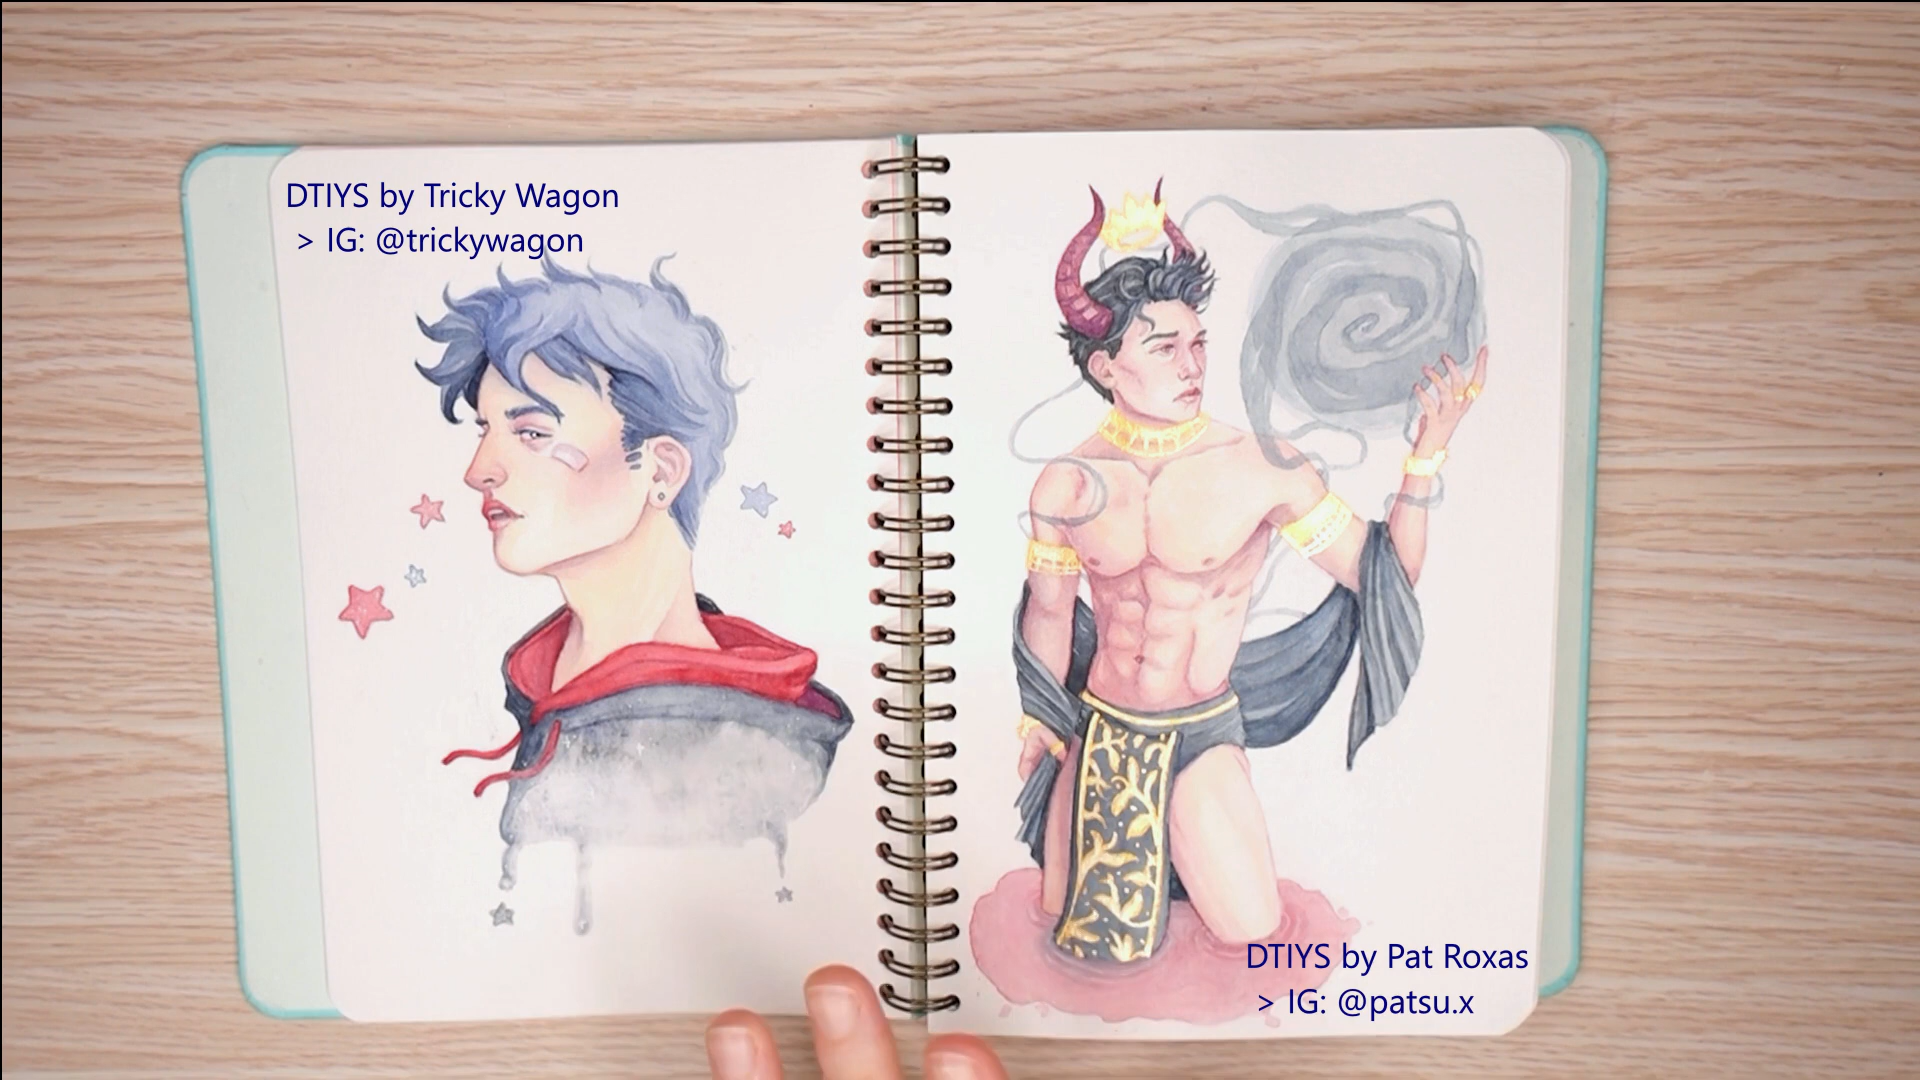 DTIYS by Tricky Wagon
> IG: @trickywagon
DTIYS by Pat Roxas
> IG: @patsu.x